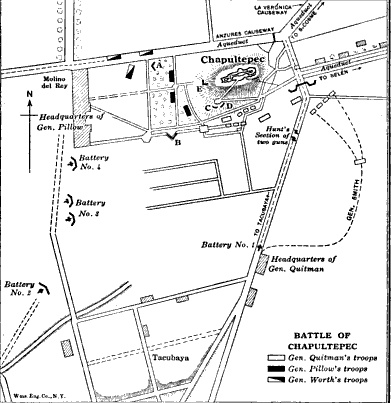 LA VERÓNICA
CAUSEWAY
ANZURES CAUSEWAY
Aqueduct
Aqueduct
TO S. COSME
Aqueduct
TO BELÉN
A
Chapultepec
E
C
D
B
Molino
del Rey
N
Headquarters of
Gen. Pillow
Hunt's
Section of
two guns
Battery
No. 4
Battery
No. 3
Battery
No. 2
GEN. SMITH
TO TACUBAYA
Battery No. 1
Headquarters of
Gen. Quitman
Tacubaya
BATTLE OF
CHAPULTEPEC
Gen. Quitman's troops
Gen. Pillow's troops
Gen. Worth's troops
Wms. Eng. Co., N.Y.